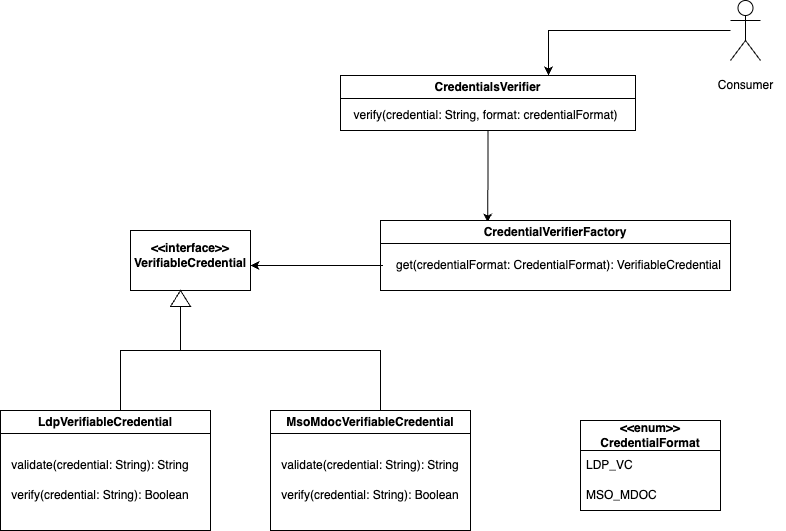 Consumer
CredentialsVerifier
verify(credential: String, format: credentialFormat)
CredentialVerifierFactory
get(credentialFormat: CredentialFormat): VerifiableCredential
<<interface>>
VerifiableCredential
LdpVerifiableCredential
validate(credential: String): String
verify(credential: String): Boolean
MsoMdocVerifiableCredential
validate(credential: String): String
verify(credential: String): Boolean
<<enum>>
CredentialFormat
LDP_VC
MSO_MDOC